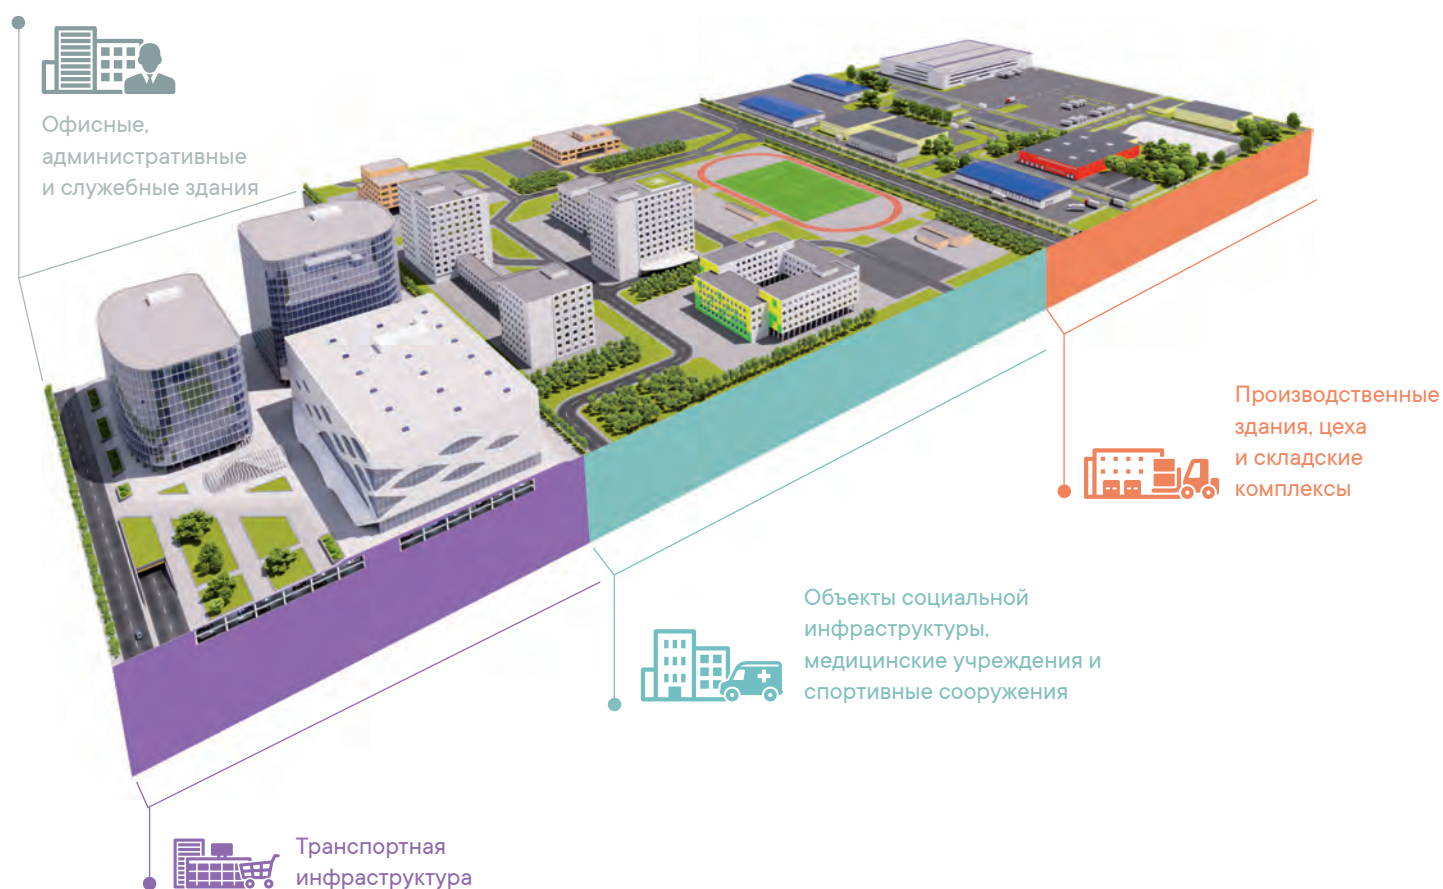 Офисные,
административные
и служебные здания
Производственные
здания, цеха
и складские
комплексы
Объекты социальной
инфраструктуры,
медицинские учреждения и
спортивные сооружения
Транспортная
инфраструктура